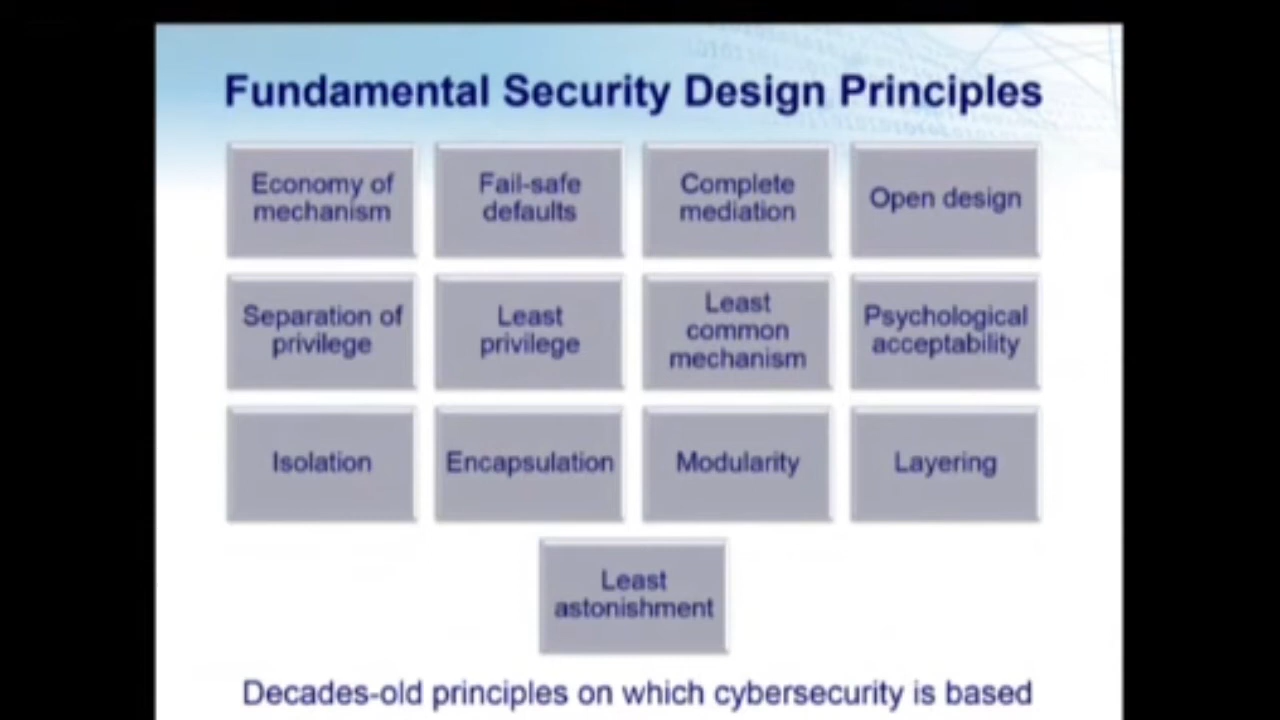 Fundamental Security Design Principles
Economy of
mechanism
Fail-safe
defaults
Complete
mediation
Open design
Separation of
privilege
Least
privilege
Least
common
mechanism
Psychological
acceptability
Isolation
Encapsulation
Modularity
Layering
Least
astonishment
Decades-old principles on which cybersecurity is based